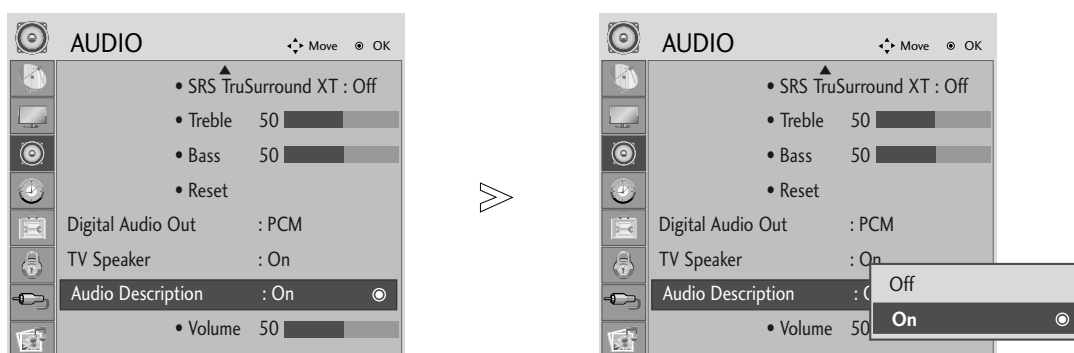 AUDIO Move OK
• SRS TruSurround XT : Off
• Treble 50
• Bass 50
• Reset
Digital Audio Out : PCM
TV Speaker : On
Audio Description : On
• Volume 50
AUDIO Move OK
• SRS TruSurround XT : Off
• Treble 50
• Bass 50
• Reset
Digital Audio Out : PCM
TV Speaker : On
Audio Description :
• Volume 50
Off
On